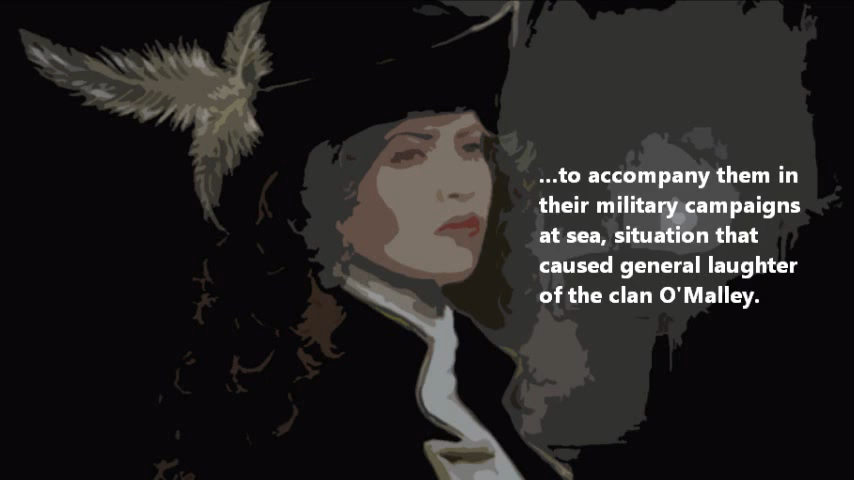 ...to accompany them in
their military campaigns
at sea, situation that
caused general laughter
of the clan O'Malley.